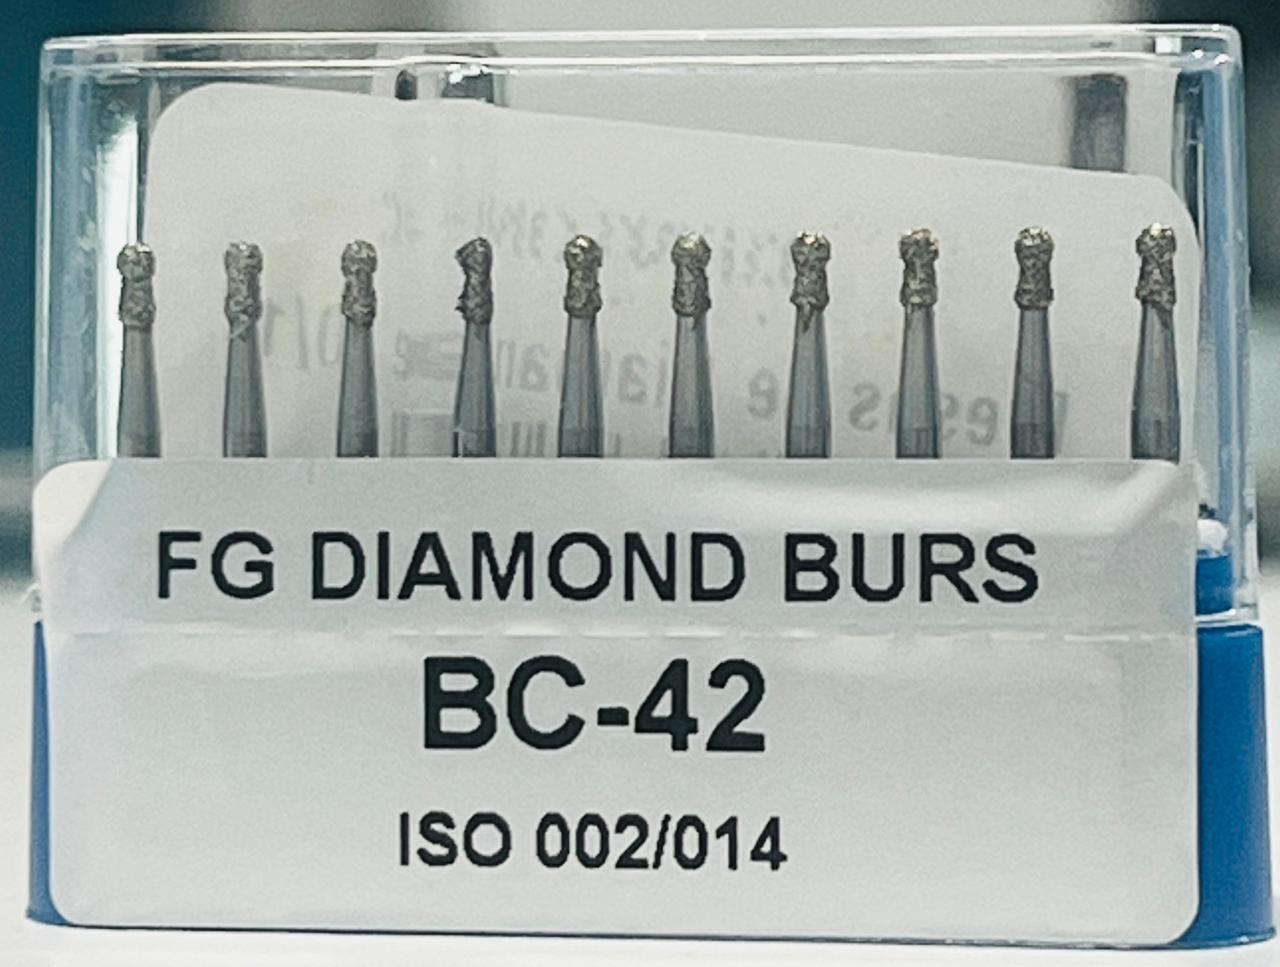 FG DIAMOND BURS
BC-42
ISO 002/014